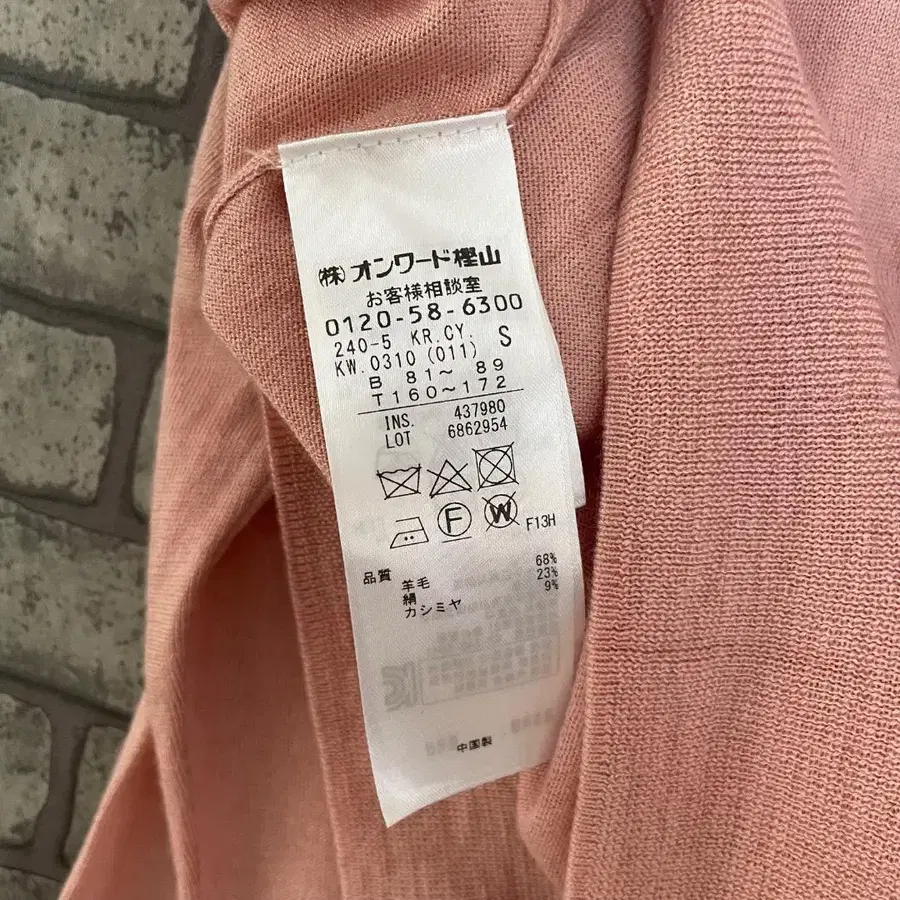 (株)オンワード樫山
お客様相談室
0120-58-6300
240-5 KR.CY. S
KW.0310 (011)
B 81～ 89
T160～172
INS. 437980
LOT 6862954
F W F13H
品質 羊毛 68%
絹 23%
カシミヤ 9%
中国製